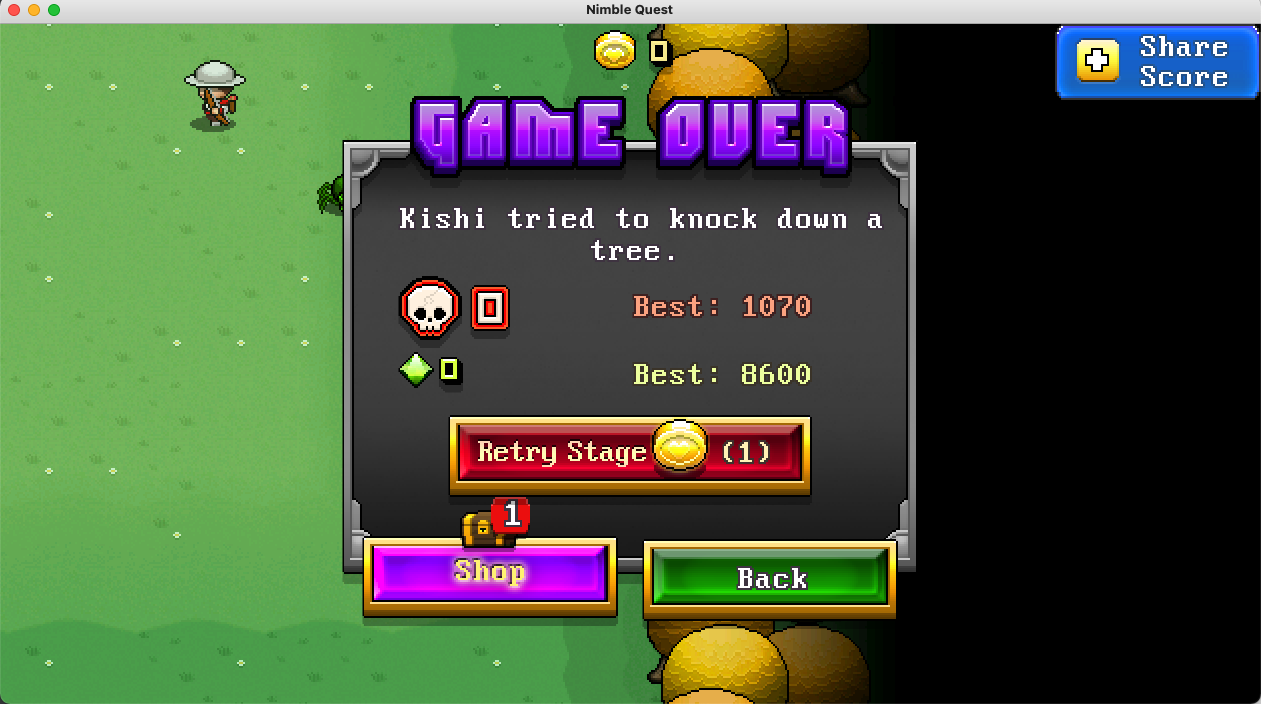 Nimble Quest
0
Share
Score
GAME OVER
Kishi tried to knock down a
tree.
0 Best: 1070
0 Best: 8600
Retry Stage (1)
1
Shop
Back